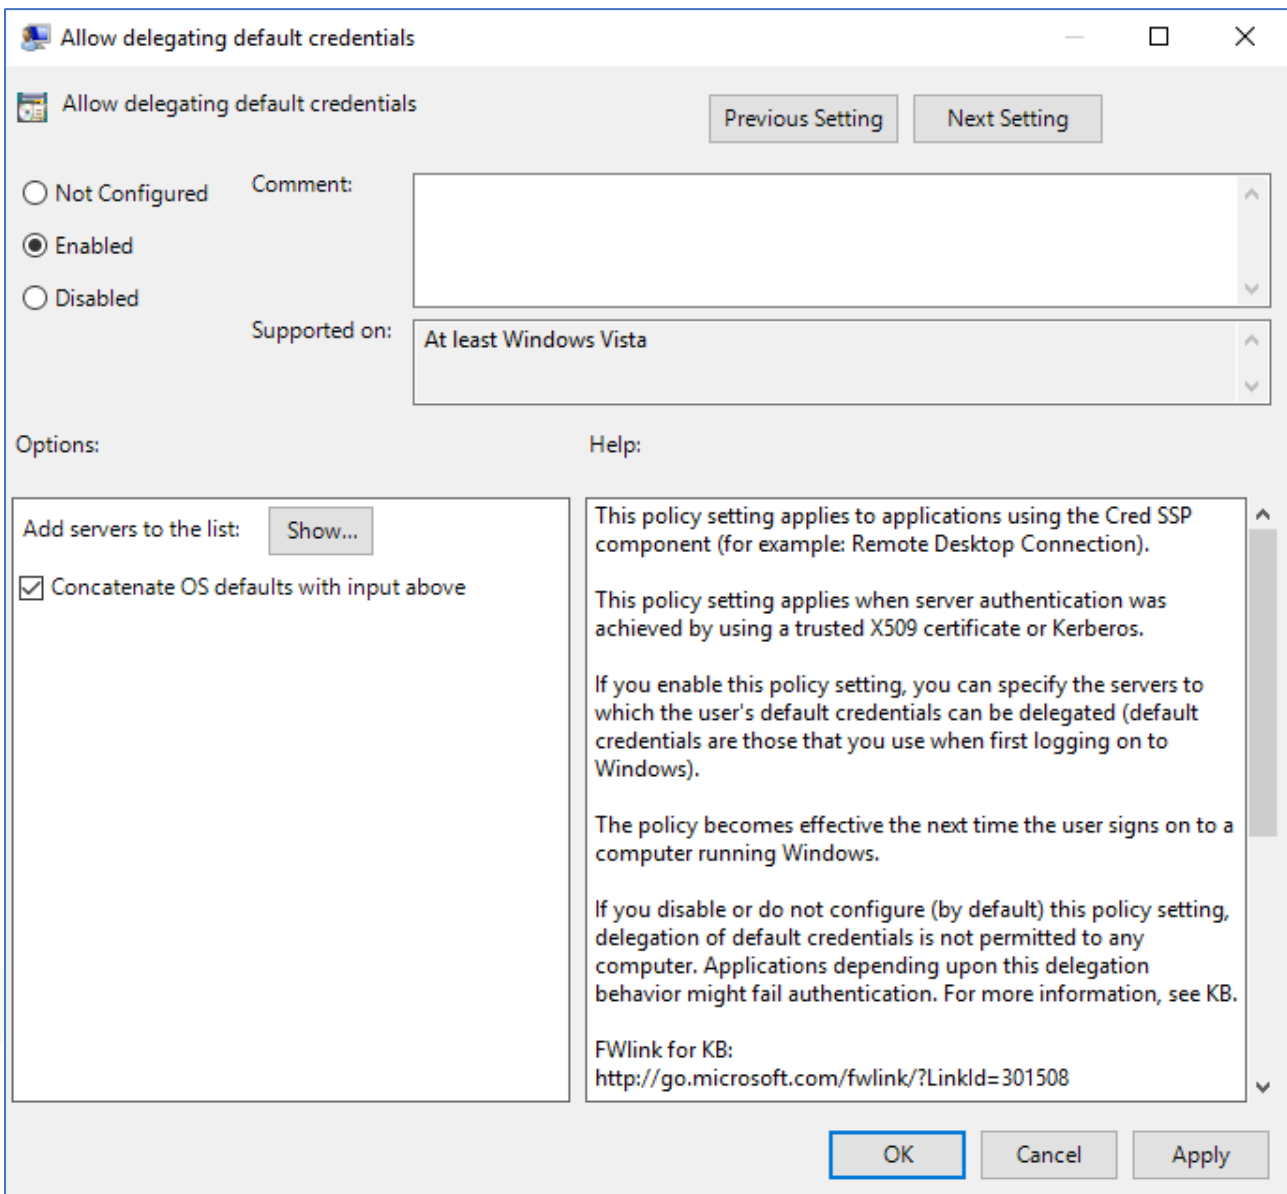 Allow delegating default credentials
Allow delegating default credentials
Previous Setting
Next Setting
Not Configured
Comment:
Enabled
Disabled
Supported on:
At least Windows Vista
Options:
Help:
Add servers to the list:
Show...
Concatenate OS defaults with input above
This policy setting applies to applications using the Cred SSP
component (for example: Remote Desktop Connection).
This policy setting applies when server authentication was
achieved by using a trusted X509 certificate or Kerberos.
If you enable this policy setting, you can specify the servers to
which the user's default credentials can be delegated (default
credentials are those that you use when first logging on to
Windows).
The policy becomes effective the next time the user signs on to a
computer running Windows.
If you disable or do not configure (by default) this policy setting,
delegation of default credentials is not permitted to any
computer. Applications depending upon this delegation
behavior might fail authentication. For more information, see KB.
FWlink for KB:
http://go.microsoft.com/fwlink/?LinkId=301508
OK
Cancel
Apply